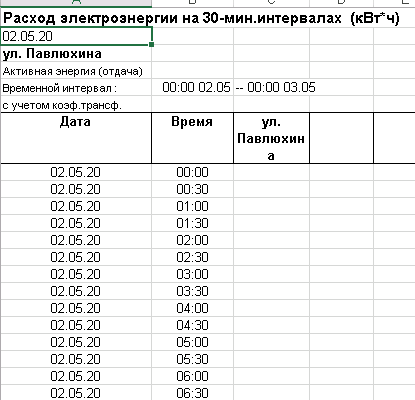 Расход электроэнергии на 30-мин.интервалах (кВт*ч)
02.05.20
ул. Павлюхина
Активная энергия (отдача)
Временной интервал : 00:00 02.05 -- 00:00 03.05
с учетом коэф.трансф.
Дата Время ул. Павлюхин а
02.05.20 00:00
02.05.20 00:30
02.05.20 01:00
02.05.20 01:30
02.05.20 02:00
02.05.20 02:30
02.05.20 03:00
02.05.20 03:30
02.05.20 04:00
02.05.20 04:30
02.05.20 05:00
02.05.20 05:30
02.05.20 06:00
02.05.20 06:30